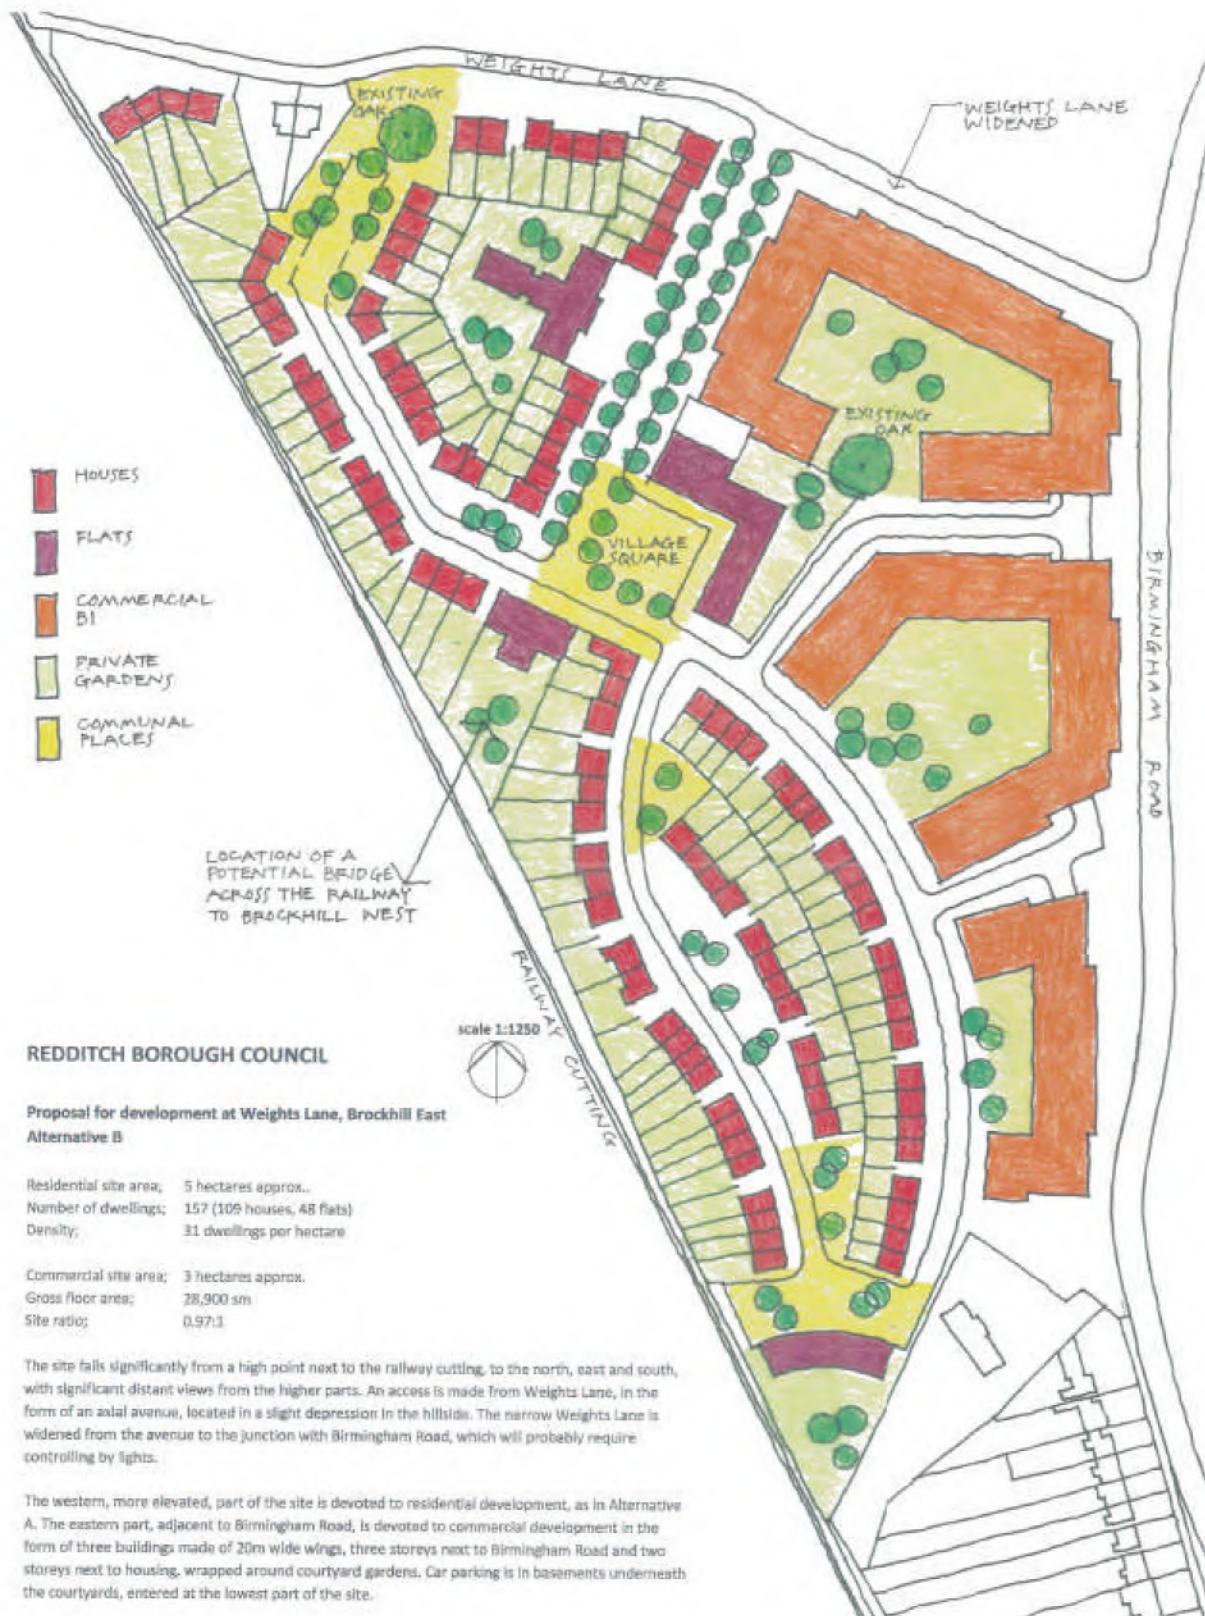 WEIGHTS LANE
EXISTING
OAK
WEIGHTS LANE
WIDENED
EXISTING
OAK
HOUSES
FLATS
COMMERCIAL
B1
PRIVATE
GARDENS
COMMUNAL
PLACES
VILLAGE
SQUARE
BIRMINGHAM ROAD
LOCATION OF A
POTENTIAL BRIDGE
ACROSS THE RAILWAY
TO BROCKHILL WEST
RAILWAY CUTTING
scale 1:1250
REDDITCH BOROUGH COUNCIL
Proposal for development at Weights Lane, Brockhill East
Alternative B
Residential site area; 5 hectares approx..
Number of dwellings; 157 (109 houses, 48 flats)
Density; 31 dwellings per hectare
Commercial site area; 3 hectares approx.
Gross floor area; 28,900 sm
Site ratio; 0.97:1
The site falls significantly from a high point next to the railway cutting, to the north, east and south,
with significant distant views from the higher parts. An access is made from Weights Lane, in the
form of an axial avenue, located in a slight depression in the hillside. The narrow Weights Lane is
widened from the avenue to the junction with Birmingham Road, which will probably require
controlling by lights.
The western, more elevated, part of the site is devoted to residential development, as in Alternative
A. The eastern part, adjacent to Birmingham Road, is devoted to commercial development in the
form of three buildings made of 20m wide wings, three storeys next to Birmingham Road and two
storeys next to housing, wrapped around courtyard gardens. Car parking is in basements underneath
the courtyards, entered at the lowest part of the site.